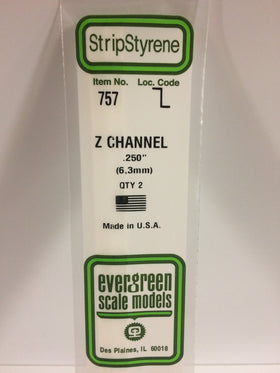 StripStyrene
Item No. Loc. Code
757
Z CHANNEL
.250"
(6,3mm)
QTY 2
Made in U.S.A.
evergreen
scale models
Des Plaines, IL 60018